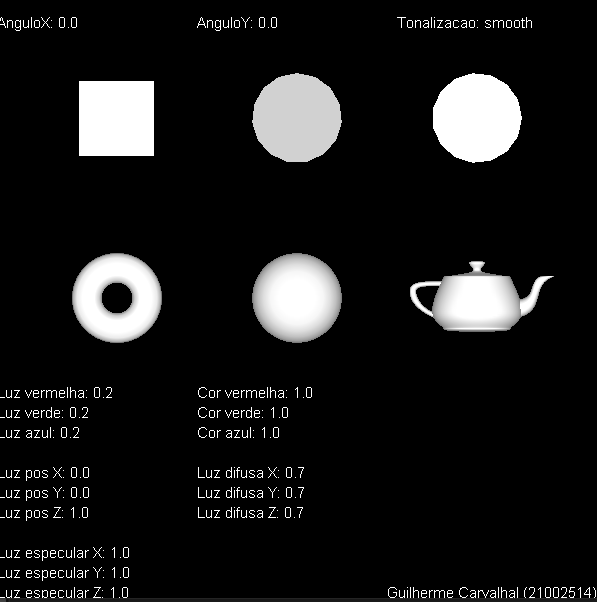 AnguloX: 0.0
AnguloY: 0.0
Tonalizacao: smooth
Luz vermelha: 0.2
Luz verde: 0.2
Luz azul: 0.2
Cor vermelha: 1.0
Cor verde: 1.0
Cor azul: 1.0
Luz pos X: 0.0
Luz pos Y: 0.0
Luz pos Z: 1.0
Luz difusa X: 0.7
Luz difusa Y: 0.7
Luz difusa Z: 0.7
Luz especular X: 1.0
Luz especular Y: 1.0
Luz especular Z: 1.0
Guilherme Carvalhal (21002514)